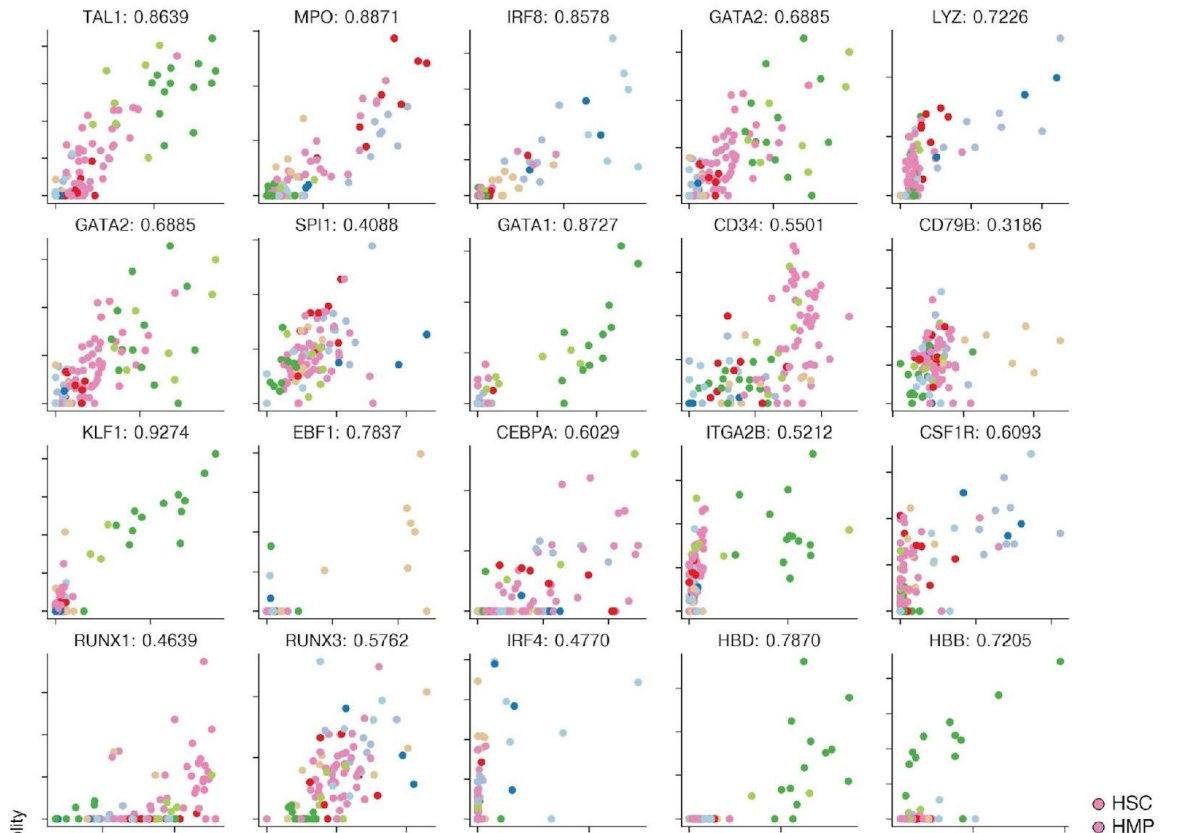 TAL1: 0.8639
MPO: 0.8871
IRF8: 0.8578
GATA2: 0.6885
LYZ: 0.7226
GATA2: 0.6885
SPI1: 0.4088
GATA1: 0.8727
CD34: 0.5501
CD79B: 0.3186
KLF1: 0.9274
EBF1: 0.7837
CEBPA: 0.6029
ITGA2B: 0.5212
CSF1R: 0.6093
RUNX1: 0.4639
RUNX3: 0.5762
IRF4: 0.4770
HBD: 0.7870
HBB: 0.7205
HSC
HMP